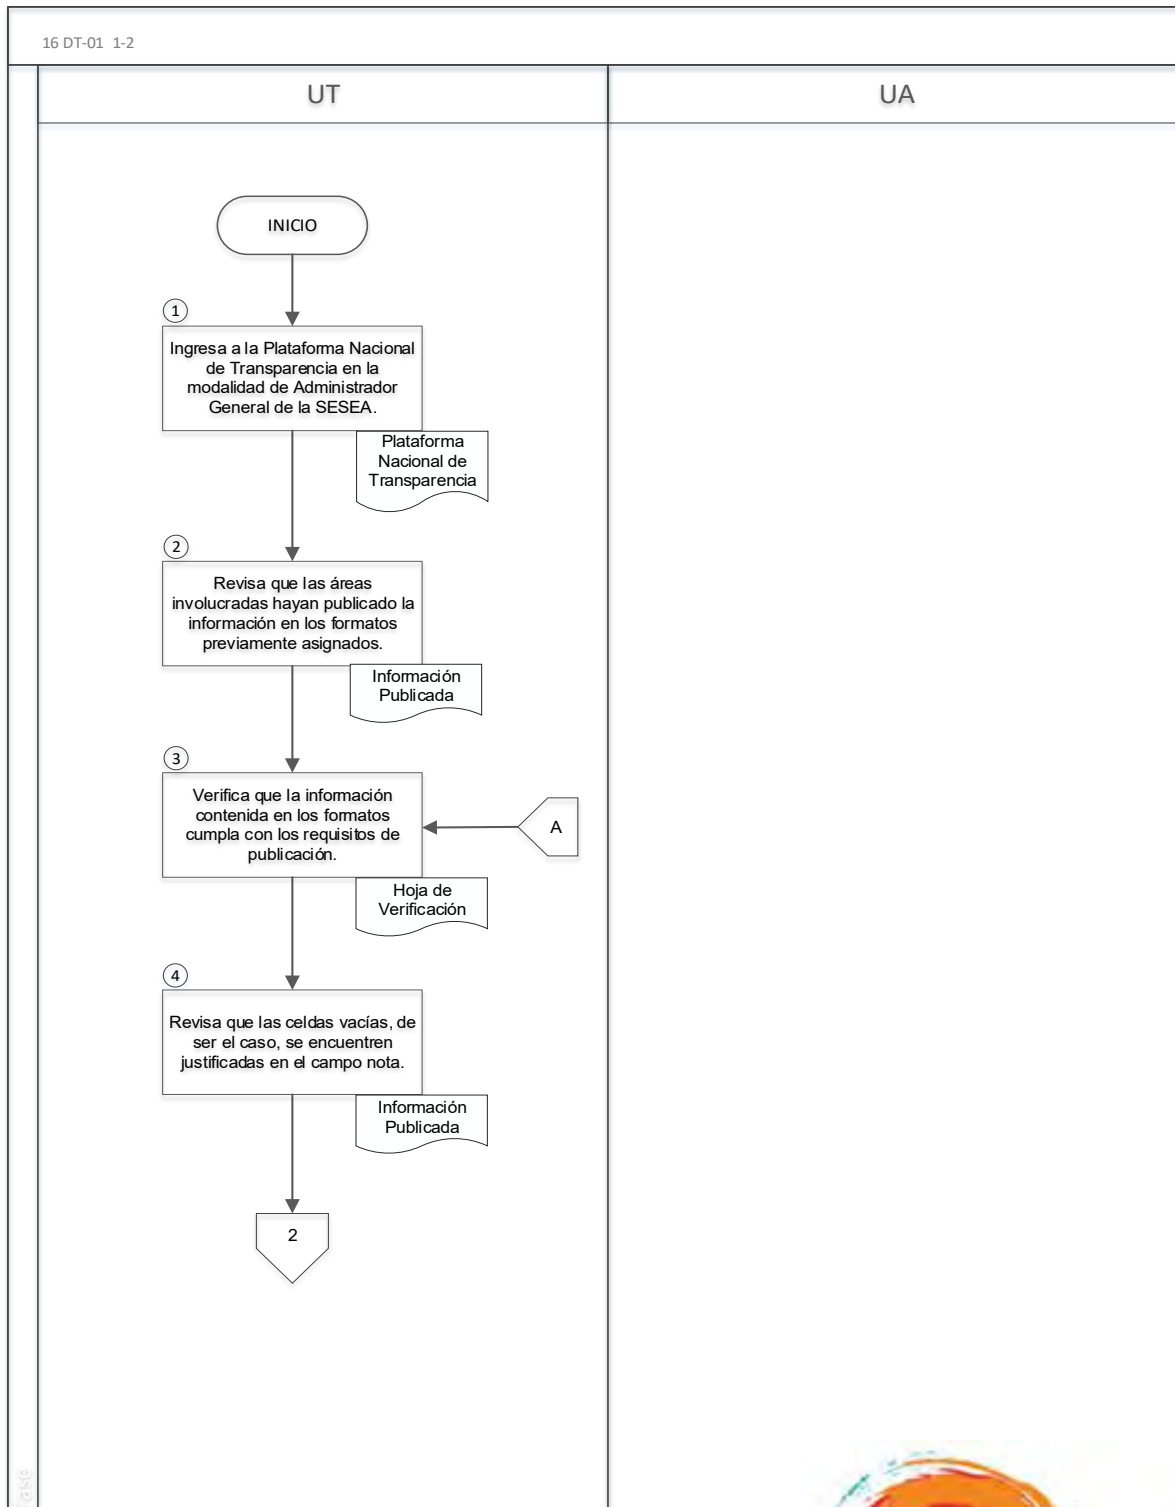 16 DT-01  1-2
UT
UA
INICIO
1
Ingresa a la Plataforma Nacional
de Transparencia en la
modalidad de Administrador
General de la SESEA.
Plataforma
Nacional de
Transparencia
2
Revisa que las áreas
involucradas hayan publicado la
información en los formatos
previamente asignados.
Información
Publicada
3
Verifica que la información
contenida en los formatos
cumpla con los requisitos de
publicación.
A
Hoja de
Verificación
4
Revisa que las celdas vacías, de
ser el caso, se encuentren
justificadas en el campo nota.
Información
Publicada
2